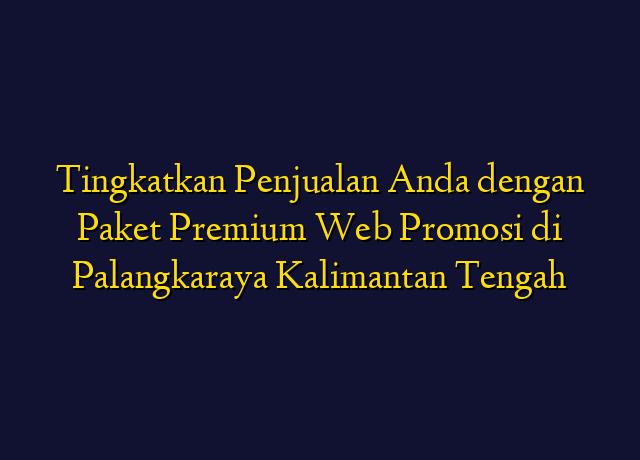 Tingkatkan Penjualan Anda dengan
Paket Premium Web Promosi di
Palangkaraya Kalimantan Tengah